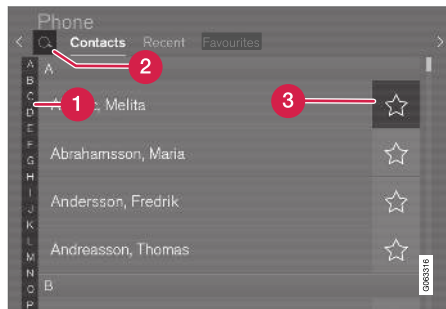 Phone
Contacts Recent Favourites
A
B
C
D
E
F
G
H
I
J
K
L
M
N
O
P
A
Melita
Abrahamsson, Maria
Andersson, Fredrik
Andreasson, Thomas
B
1
2
3
G063316